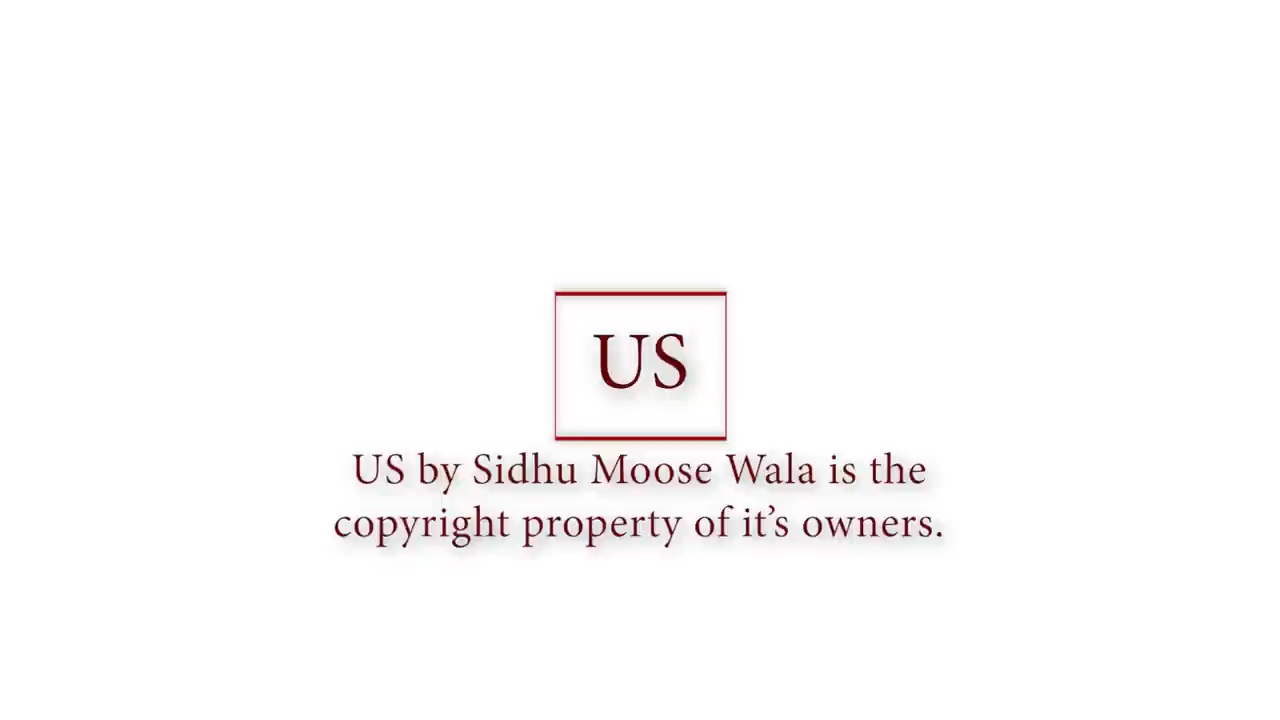 US
US by Sidhu Moose Wala is the
copyright property of it’s owners.